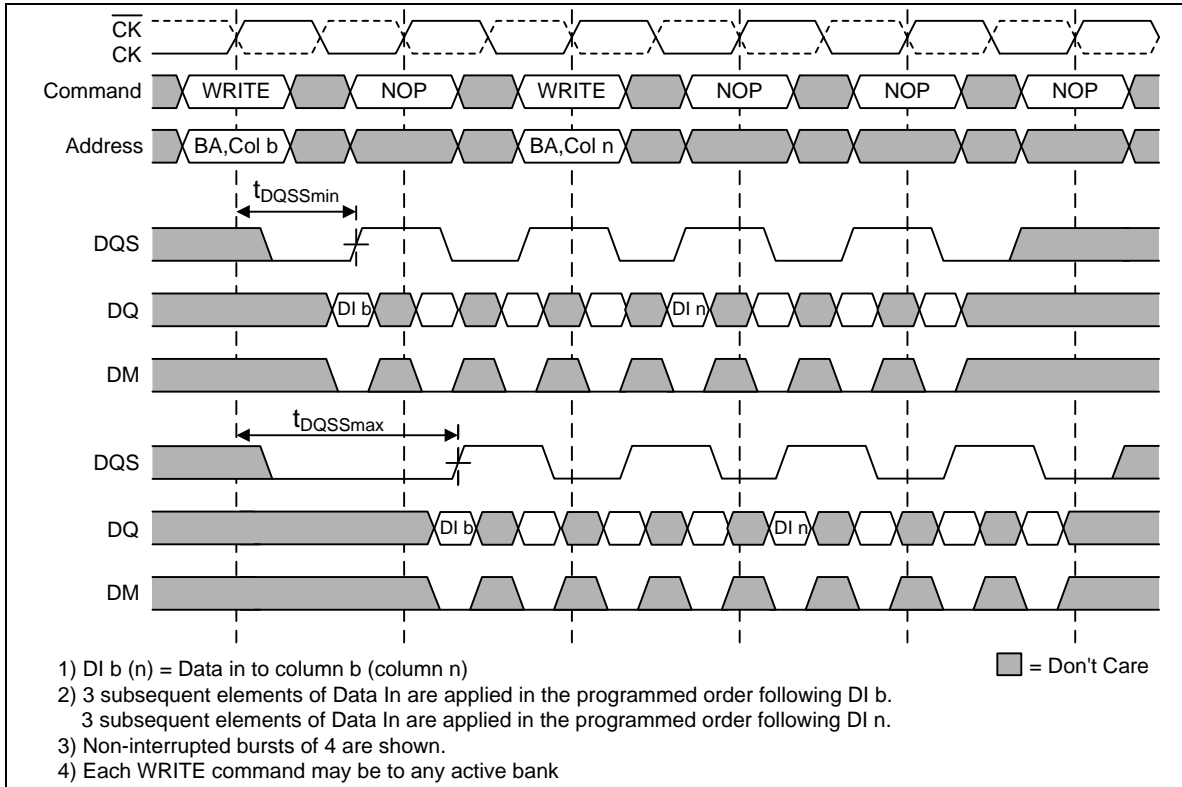 CK
CK
Command WRITE NOP WRITE NOP NOP NOP
Address BA,Col b BA,Col n
tDQSSmin
DQS
DQ DI b DI n
DM
tDQSSmax
DQS
DQ DI b DI n
DM
1) DI b (n) = Data in to column b (column n)
= Don't Care
2) 3 subsequent elements of Data In are applied in the programmed order following DI b.
3 subsequent elements of Data In are applied in the programmed order following DI n.
3) Non-interrupted bursts of 4 are shown.
4) Each WRITE command may be to any active bank